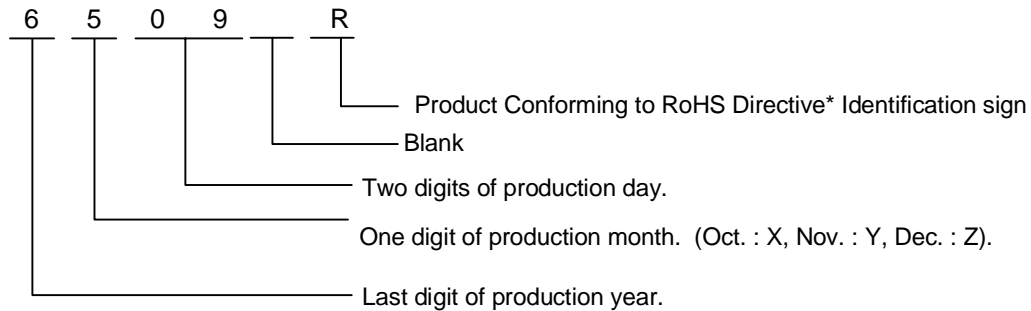 6 5 0 9 R
Product Conforming to RoHS Directive* Identification sign
Blank
Two digits of production day.
One digit of production month. (Oct. : X, Nov. : Y, Dec. : Z).
Last digit of production year.